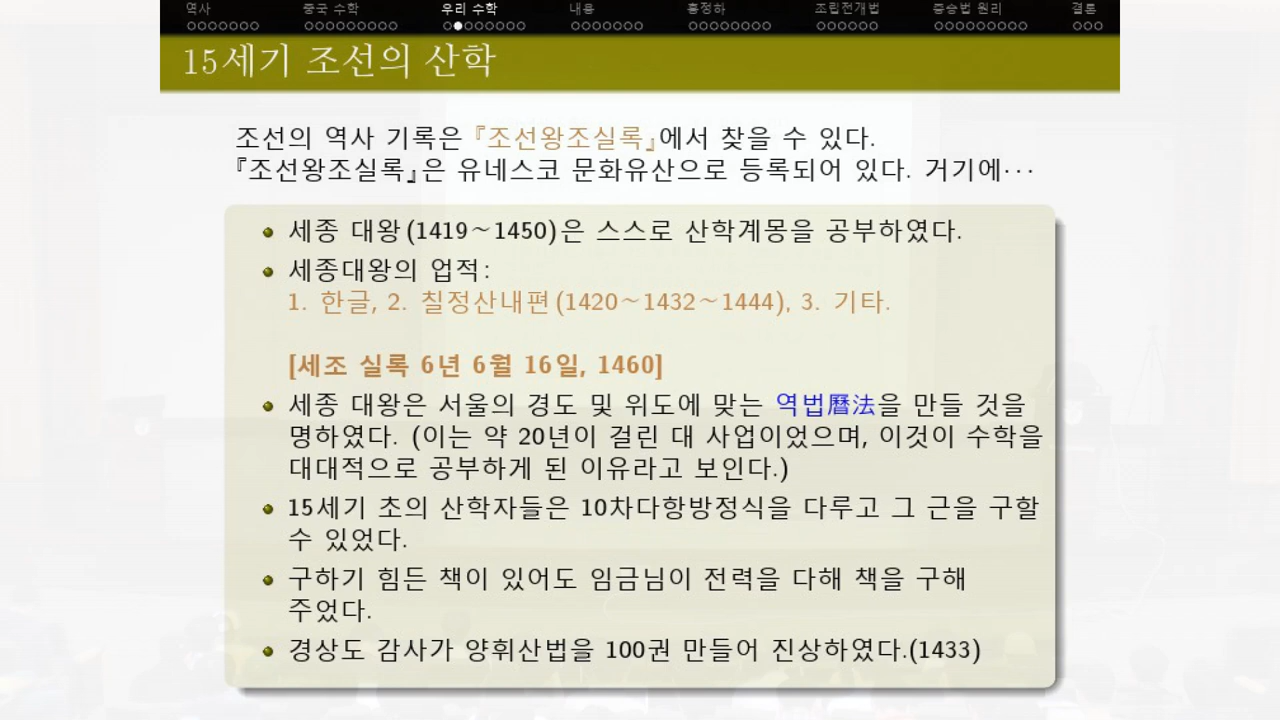 역사 중국 수학 우리 수학 내용 홍정하 조립전개법 증승법 원리 결론
15세기 조선의 산학
조선의 역사 기록은 『조선왕조실록』에서 찾을 수 있다.
『조선왕조실록』은 유네스코 문화유산으로 등록되어 있다. 거기에···
세종 대왕(1419∼1450)은 스스로 산학계몽을 공부하였다.
세종대왕의 업적:
1. 한글, 2. 칠정산내편(1420∼1432∼1444), 3. 기타.
[세조 실록 6년 6월 16일, 1460]
세종 대왕은 서울의 경도 및 위도에 맞는 역법曆法을 만들 것을
명하였다. (이는 약 20년이 걸린 대 사업이었으며, 이것이 수학을
대대적으로 공부하게 된 이유라고 보인다.)
15세기 초의 산학자들은 10차다항방정식을 다루고 그 근을 구할
수 있었다.
구하기 힘든 책이 있어도 임금님이 전력을 다해 책을 구해
주었다.
경상도 감사가 양휘산법을 100권 만들어 진상하였다.(1433)